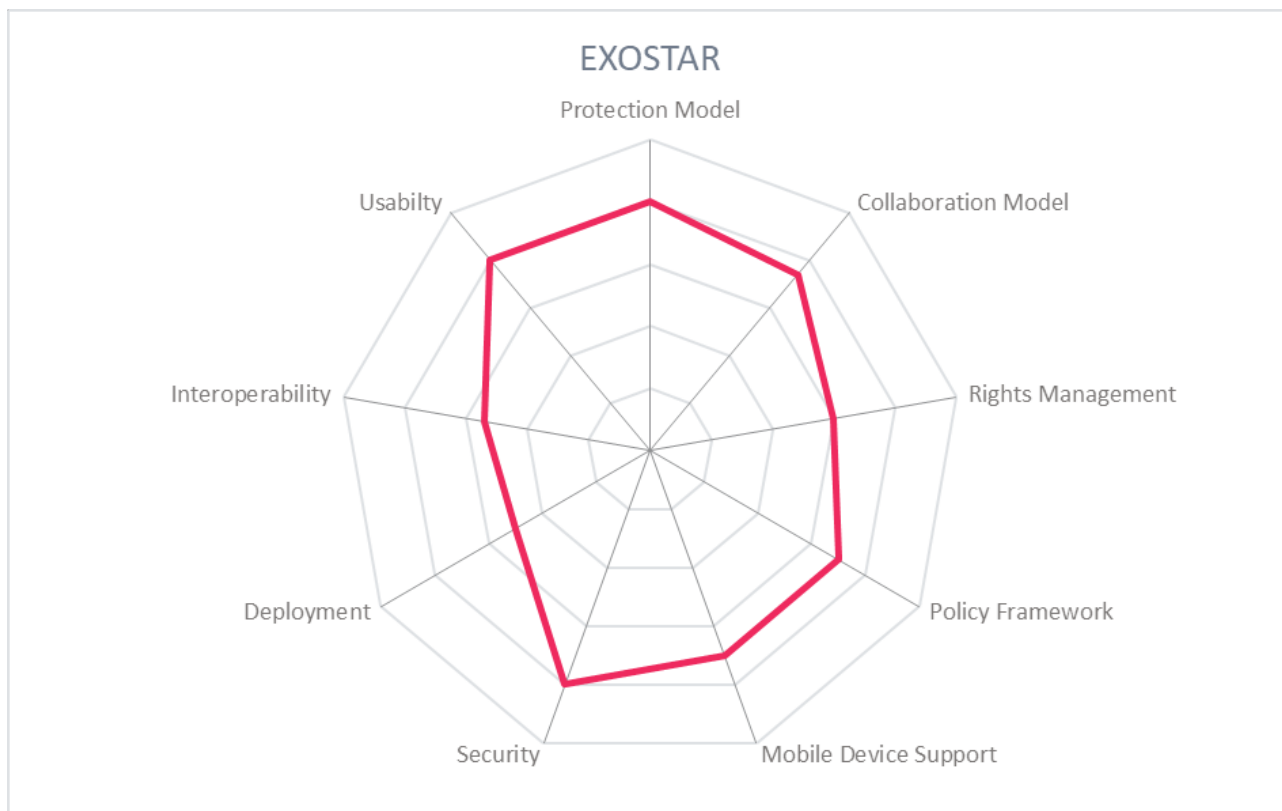 EXOSTAR
Protection Model
Usabilty
Collaboration Model
Interoperability
Rights Management
Deployment
Policy Framework
Security
Mobile Device Support